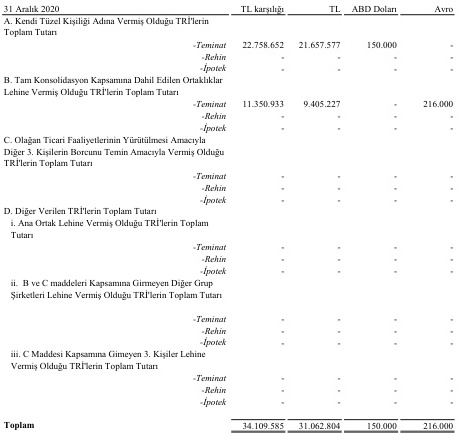 31 Aralık 2020 TL karşılığı TL ABD Doları Avro
A. Kendi Tüzel Kişiliği Adına Vermiş Olduğu TRİ'lerin
Toplam Tutarı
-Teminat 22.758.652 21.657.577 150.000 -
-Rehin - - - -
-İpotek - - - -
B. Tam Konsolidasyon Kapsamına Dahil Edilen Ortaklıklar
Lehine Vermiş Olduğu TRİ'lerin Toplam Tutarı
-Teminat 11.350.933 9.405.227 - 216.000
-Rehin - - - -
-İpotek - - - -
C. Olağan Ticari Faaliyetlerinin Yürütülmesi Amacıyla
Diğer 3. Kişilerin Borcunu Temin Amacıyla Vermiş Olduğu
TRİ'lerin Toplam Tutarı
-Teminat - - - -
-Rehin - - - -
-İpotek - - - -
D. Diğer Verilen TRİ'lerin Toplam Tutarı
i. Ana Ortak Lehine Vermiş Olduğu TRİ'lerin Toplam
Tutarı
-Teminat - - - -
-Rehin - - - -
-İpotek - - - -
ii. B ve C maddeleri Kapsamına Girmeyen Diğer Grup
Şirketleri Lehine Vermiş Olduğu TRİ'lerin Toplam Tutarı
-Teminat - - - -
-Rehin - - - -
-İpotek - - - -
iii. C Maddesi Kapsamına Gimeyen 3. Kişiler Lehine
Vermiş Olduğu TRİ'lerin Toplam Tutarı
-Teminat - - - -
-Rehin - - - -
-İpotek - - - -
Toplam 34.109.585 31.062.804 150.000 216.000